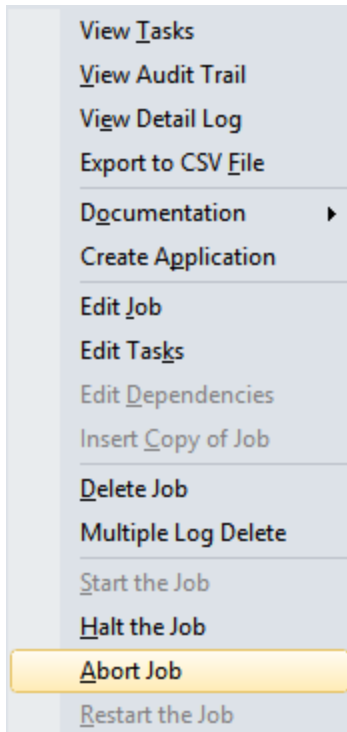 View Tasks
View Audit Trail
View Detail Log
Export to CSV File
Documentation
Create Application
Edit Job
Edit Tasks
Edit Dependencies
Insert Copy of Job
Delete Job
Multiple Log Delete
Start the Job
Halt the Job
Abort Job
Restart the Job